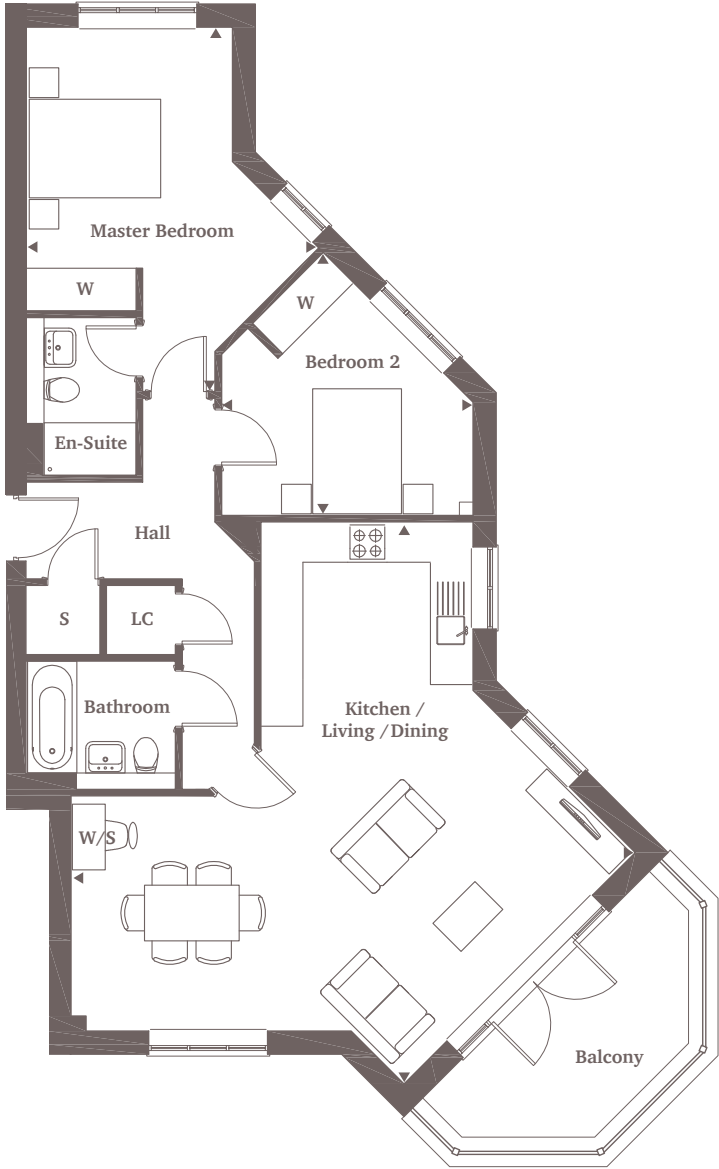 Master Bedroom
W
W
Bedroom 2
En-Suite
Hall
S
LC
Bathroom
Kitchen /
Living / Dining
W/S
Balcony